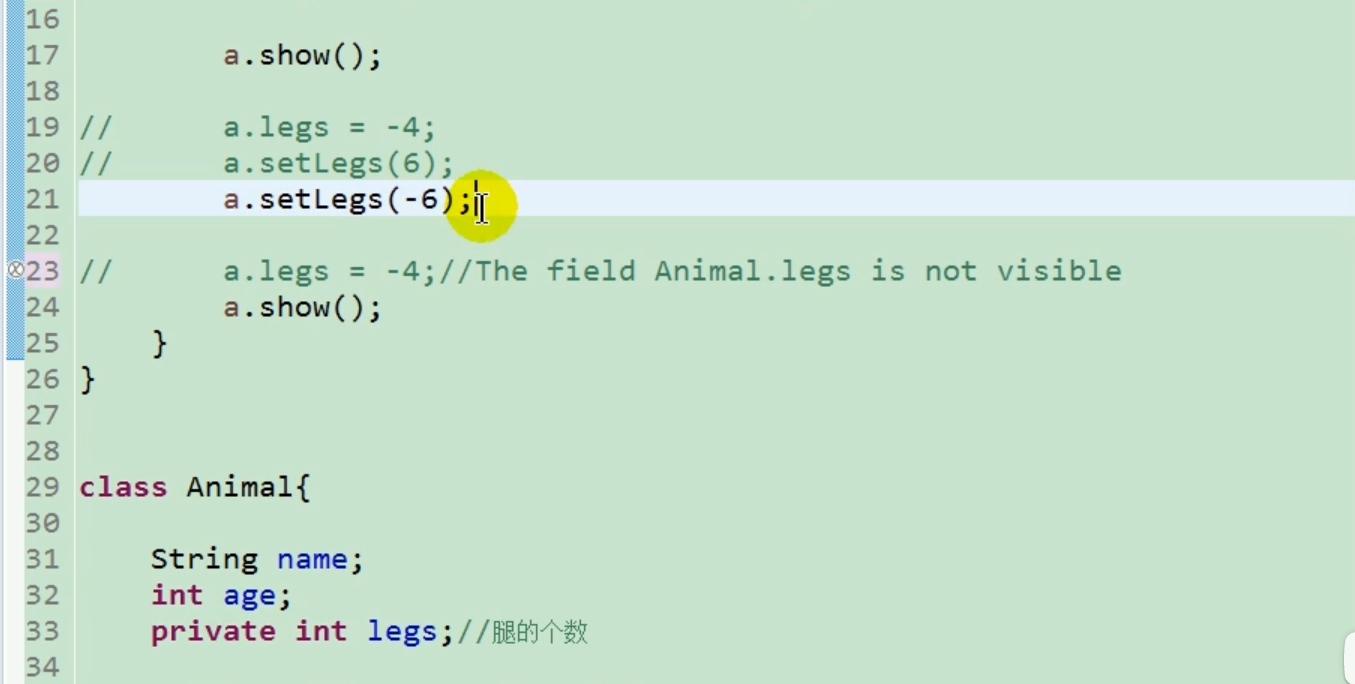 16
17 a.show();
18
19 // a.legs = -4;
20 // a.setLegs(6);
21 a.setLegs(-6);
22
23 // a.legs = -4;//The field Animal.legs is not visible
24 a.show();
25 }
26 }
27
28
29 class Animal{
30
31 String name;
32 int age;
33 private int legs;//腿的个数
34